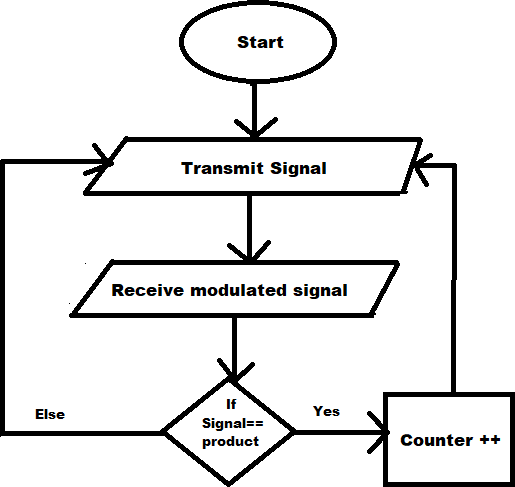 Start
Transmit Signal
Receive modulated signal
If
Signal==
product
Else
Yes
Counter ++